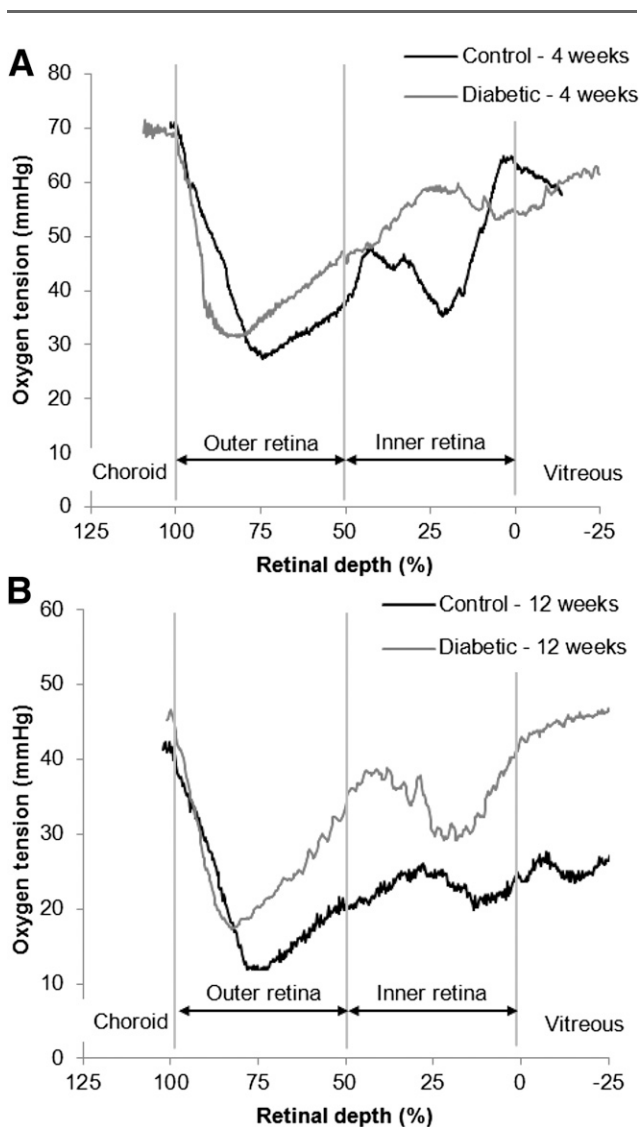 A
Control - 4 weeks
Diabetic - 4 weeks
80
70
60
50
40
30
20
10
0
Oxygen tension (mmHg)
Outer retina
Inner retina
Choroid
Vitreous
125 100 75 50 25 0 -25
Retinal depth (%)
B
Control - 12 weeks
Diabetic - 12 weeks
60
50
40
30
20
10
0
Oxygen tension (mmHg)
Outer retina
Inner retina
Choroid
Vitreous
125 100 75 50 25 0 -25
Retinal depth (%)